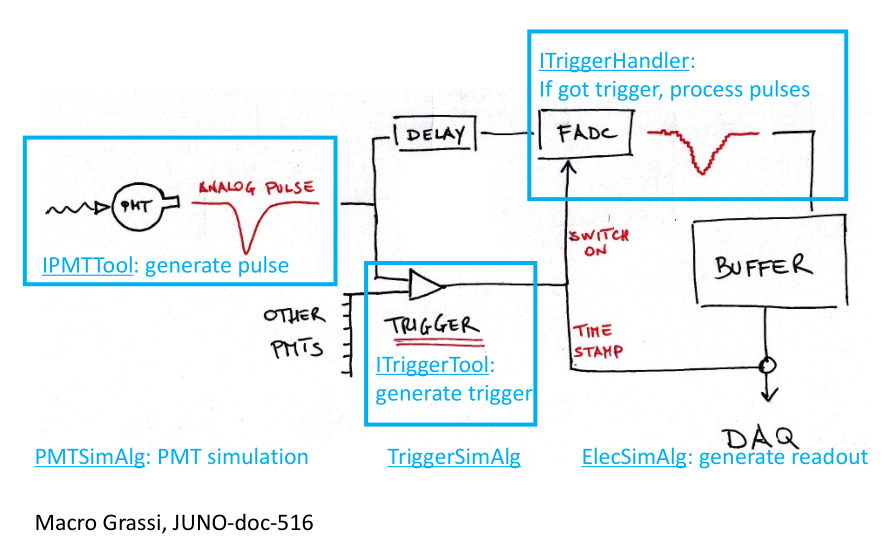 ITriggerHandler:
If got trigger, process pulses
DELAY
FADC
ANALOG PULSE
PMT
IPMTTool: generate pulse
SWITCH
ON
BUFFER
OTHER
PMTS
TRIGGER
TIME
STAMP
ITriggerTool:
generate trigger
DAQ
PMTSimAlg: PMT simulation
TriggerSimAlg
ElecSimAlg: generate readout
Macro Grassi, JUNO-doc-516